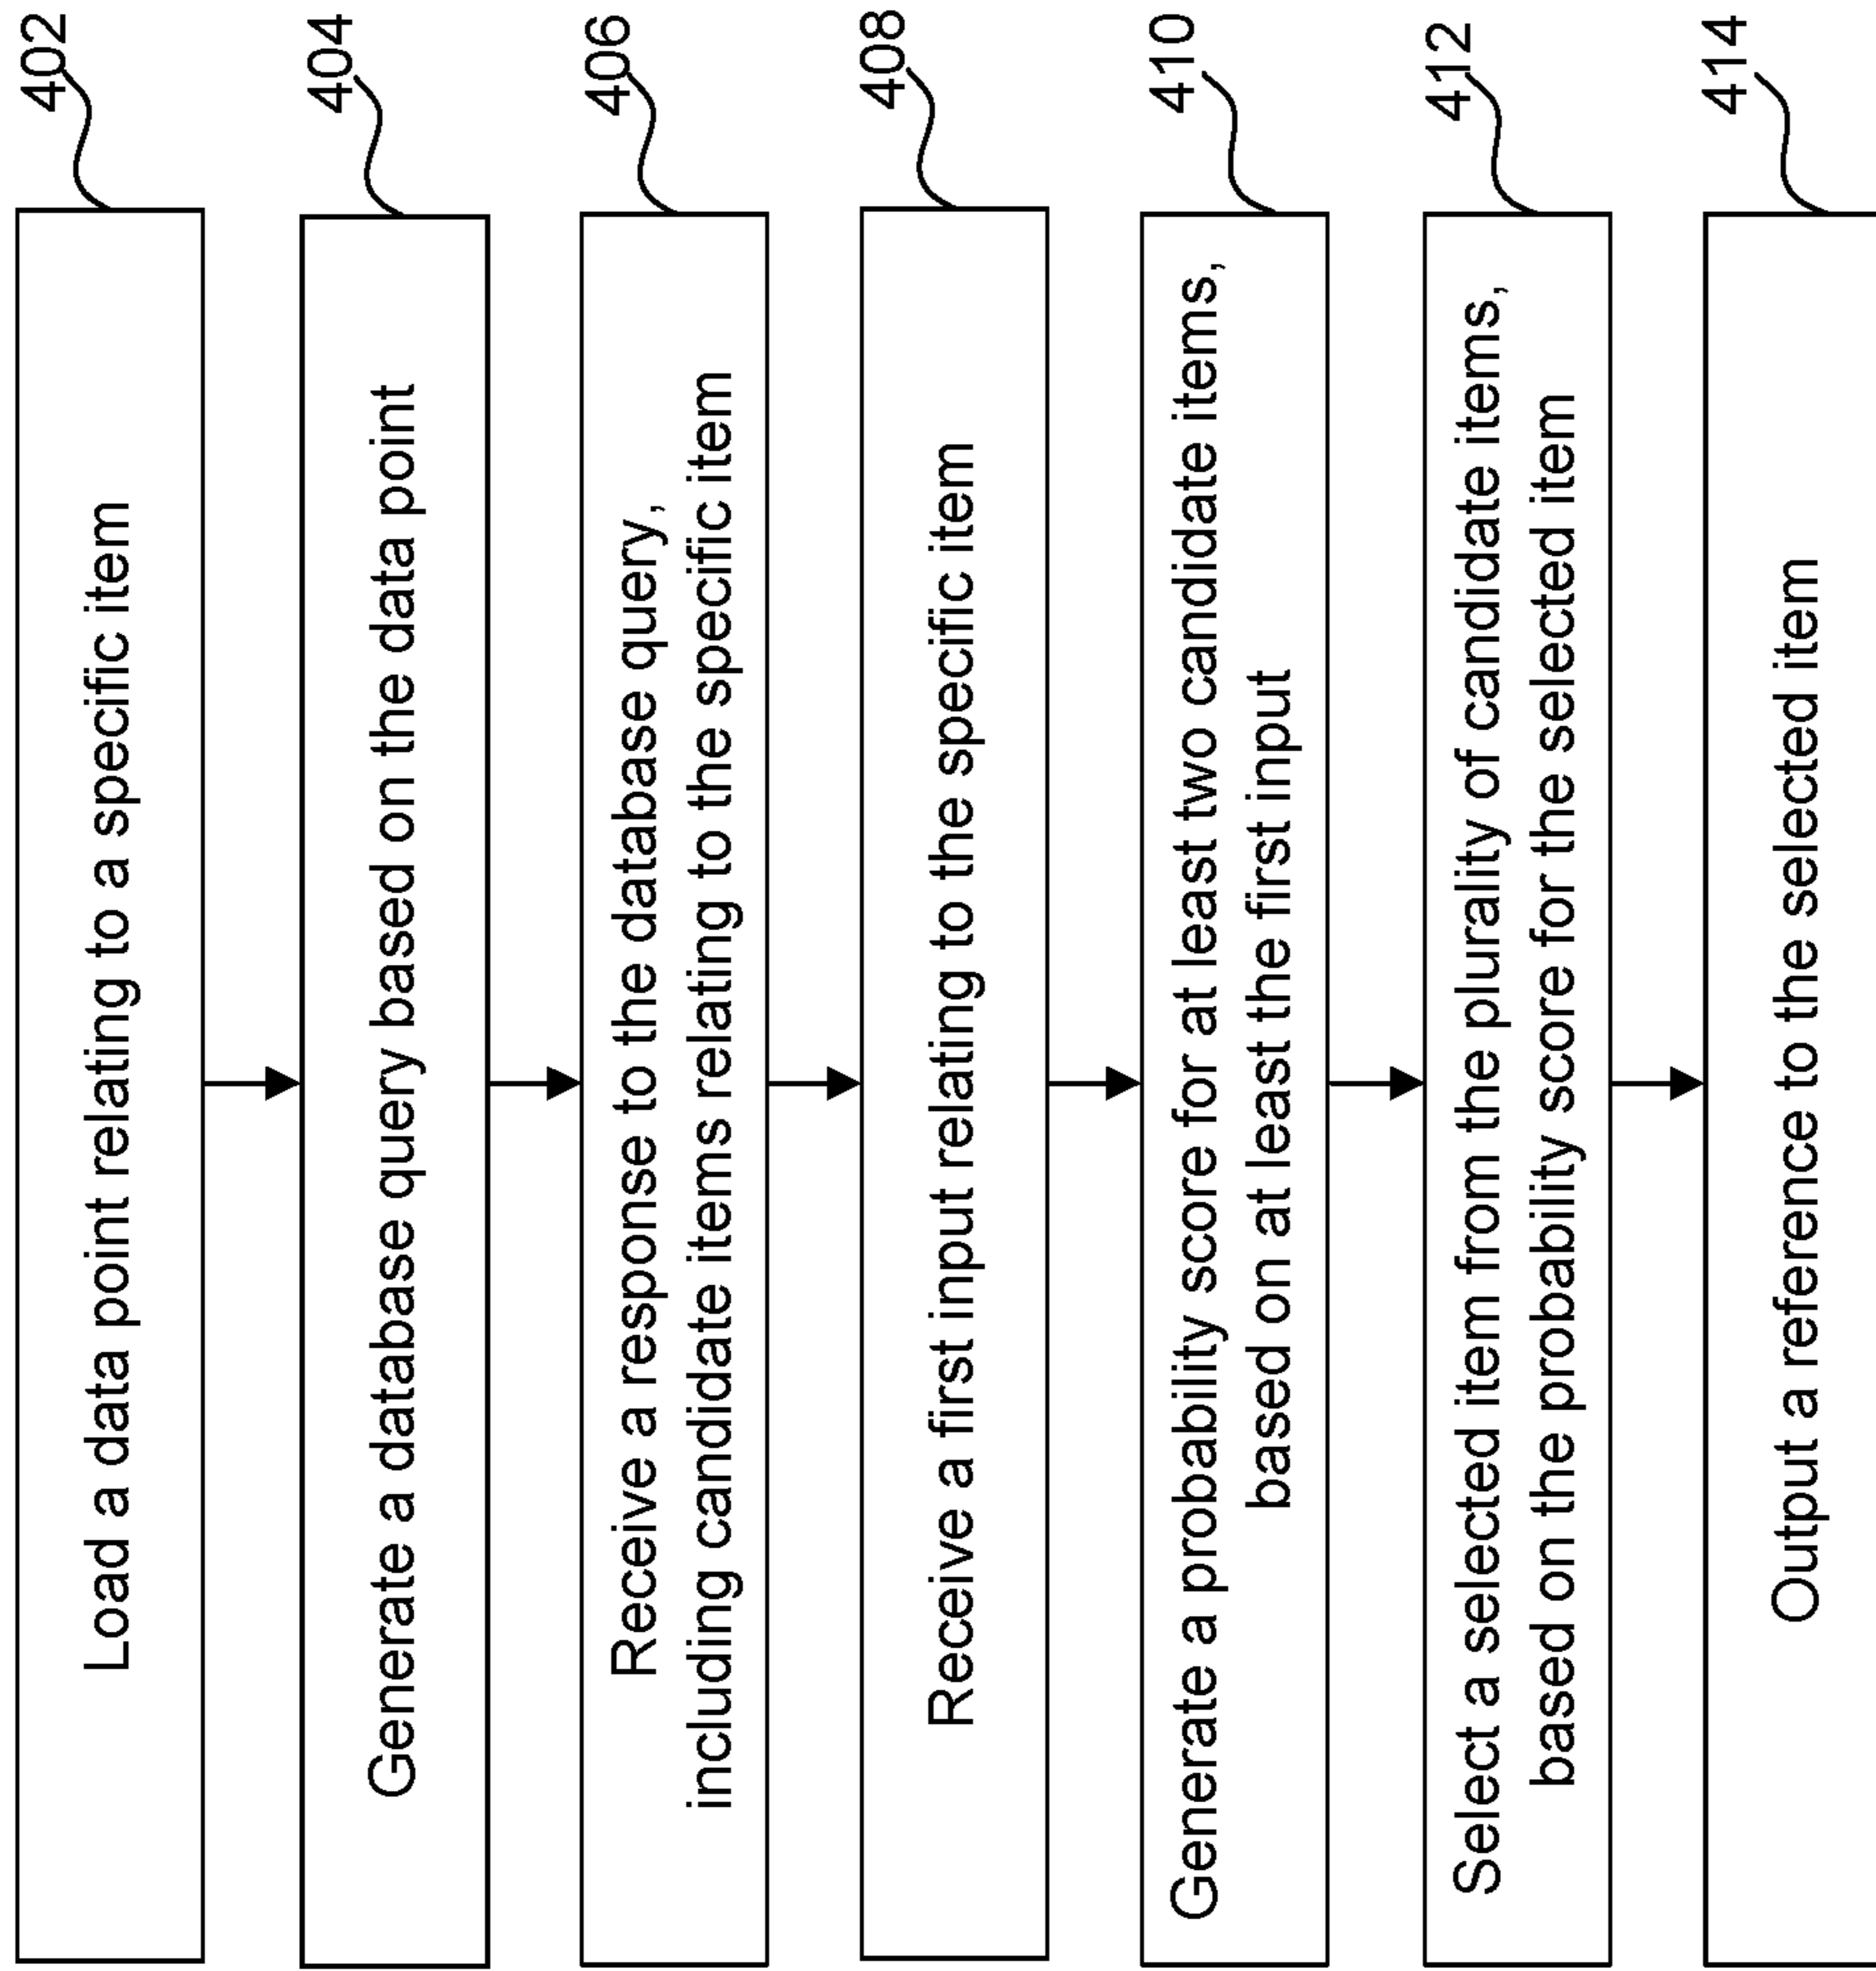 402
Load a data point relating to a specific item
404
Generate a database query based on the data point
406
Receive a response to the database query,
including candidate items relating to the specific item
408
Receive a first input relating to the specific item
410
Generate a probability score for at least two candidate items,
based on at least the first input
412
Select a selected item from the plurality of candidate items,
based on the probability score for the selected item
414
Output a reference to the selected item